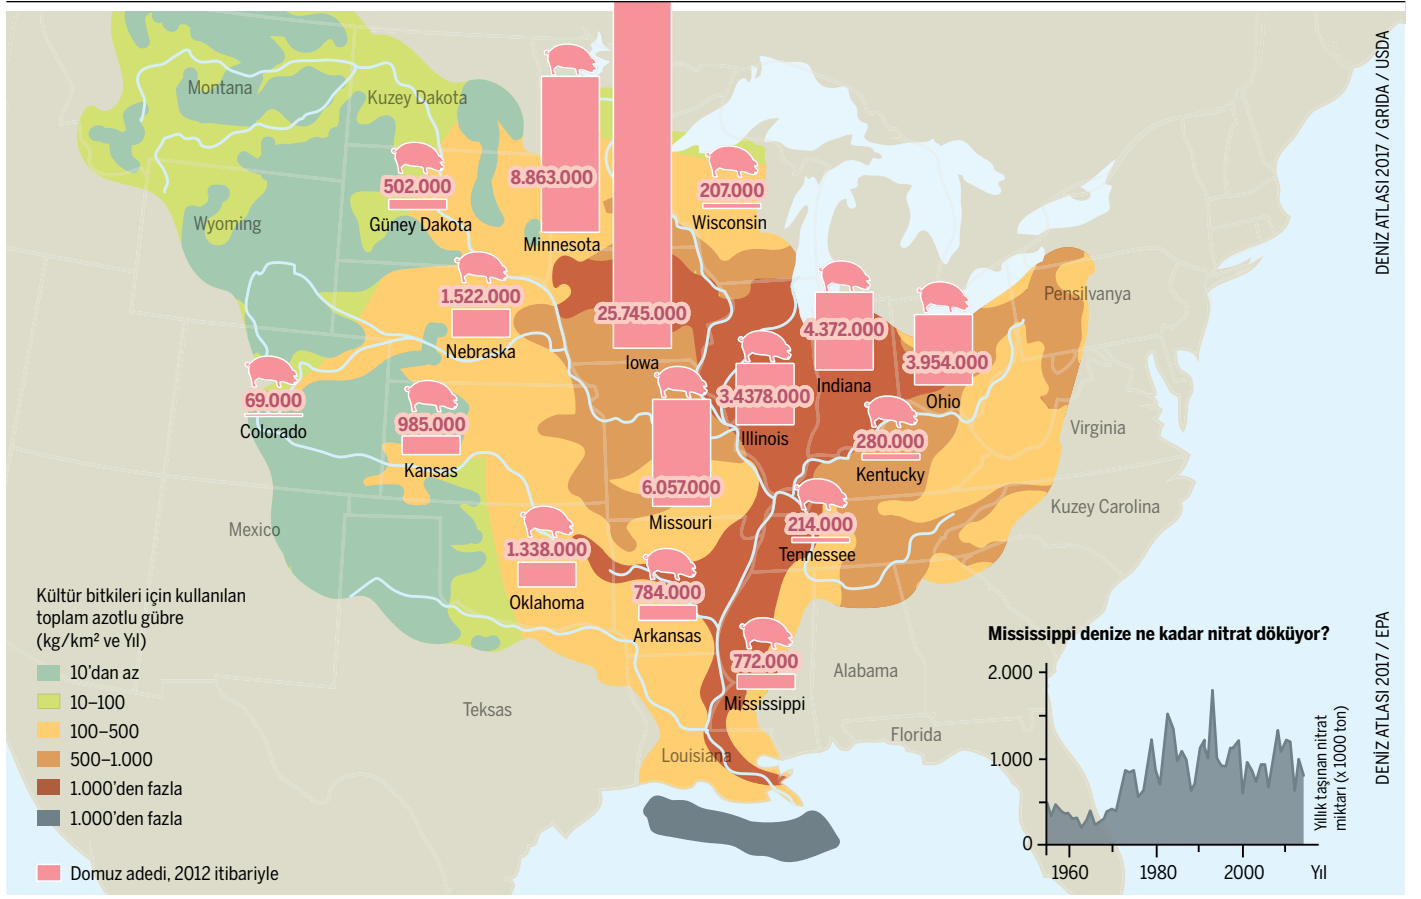 Montana
Kuzey Dakota
502.000
Güney Dakota
8.863.000
Minnesota
207.000
Wisconsin
Wyoming
1.522.000
Nebraska
25.745.000
Iowa
4.372.000
Indiana
3.954.000
Ohio
Pensilvanya
69.000
Colorado
985.000
Kansas
3.4378.000
Illinois
280.000
Kentucky
Virginia
6.057.000
Missouri
214.000
Tennessee
Kuzey Carolina
Mexico
1.338.000
Oklahoma
784.000
Arkansas
772.000
Mississippi
Alabama
Teksas
Louisiana
Florida
Kültür bitkileri için kullanılan
toplam azotlu gübre
(kg/km² ve Yıl)
10'dan az
10–100
100–500
500–1.000
1.000'den fazla
1.000'den fazla
Domuz adedi, 2012 itibariyle
Mississippi denize ne kadar nitrat döküyor?
2.000
1.000
0
1960
1980
2000
Yıl
Yıllık taşınan nitrat
miktarı (x 1000 ton)
DENİZ ATLASI 2017 / GRIDA / USDA
DENİZ ATLASI 2017 / EPA